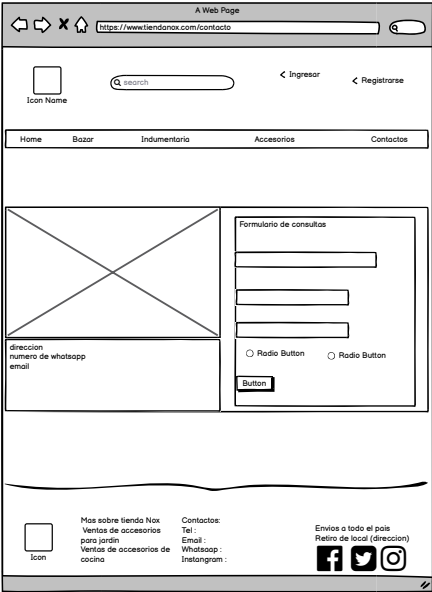 A Web Page
https://www.tiendanox.com/contacto
search
Ingresar
Registrarse
Icon Name
Home Bazar Indumentaria Accesorios Contactos
Formulario de consultas
direccion
numero de whatsapp
email
Radio Button Radio Button
Button
Mas sobre tienda Nox
Ventas de accesorios
para jardin
Ventas de accesorios de
cocina
Contactos:
Tel :
Email :
Whatsaap :
Instangram :
Envios a todo el pais
Retiro de local (direccion)
Icon